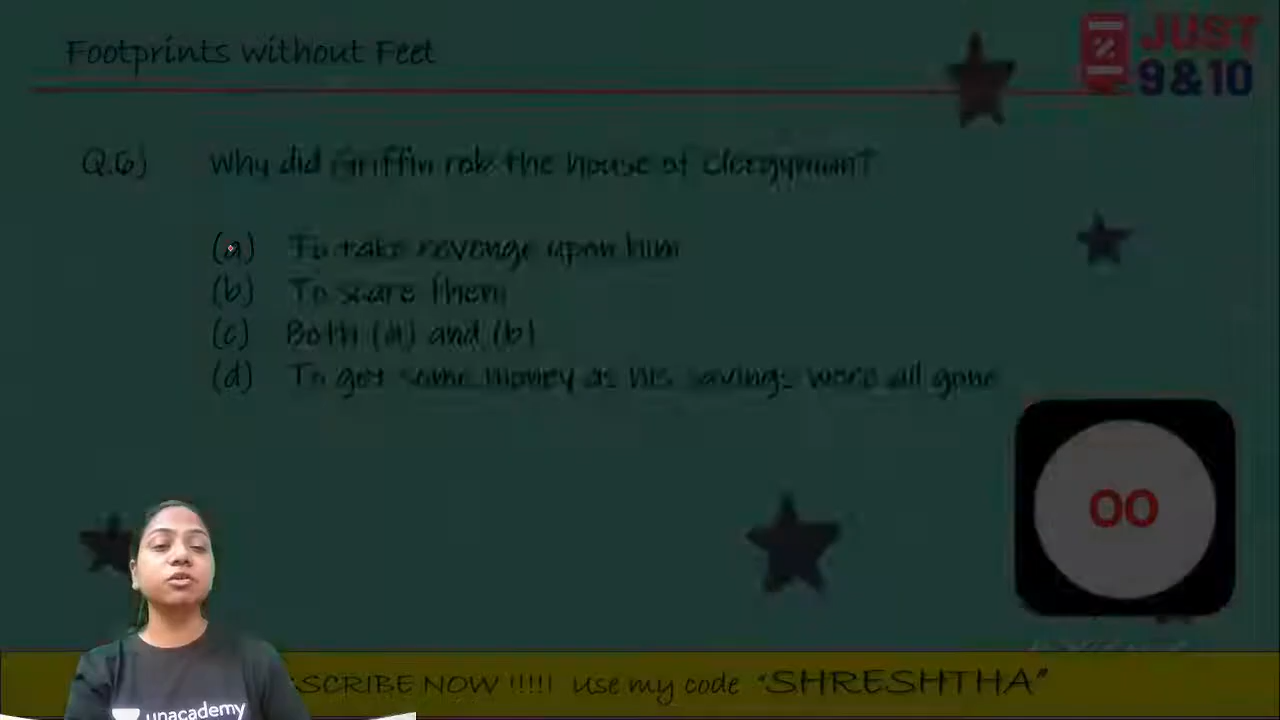 Footprints without Feet
JUST
9 & 10
Q.6) Why did Griffin rob the house of clergyman?
(a) To take revenge upon him
(b) To scare them
(c) Both (a) and (b)
(d) To get some money as his savings were all gone
00
SCRIBE NOW !!!!! Use my code "SHRESHTHA"
unacademy